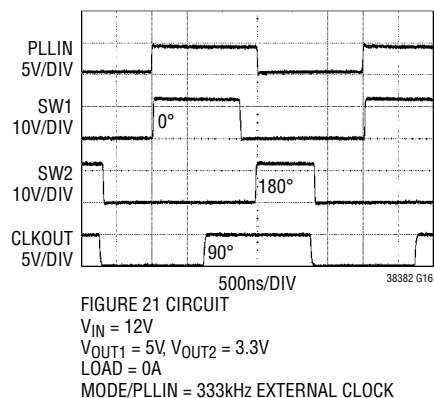 PLLIN
5V/DIV
SW1
10V/DIV
0°
SW2
10V/DIV
180°
CLKOUT
5V/DIV
90°
500ns/DIV
38382 G16
FIGURE 21 CIRCUIT
VIN = 12V
VOUT1 = 5V, VOUT2 = 3.3V
LOAD = 0A
MODE/PLLIN = 333kHz EXTERNAL CLOCK